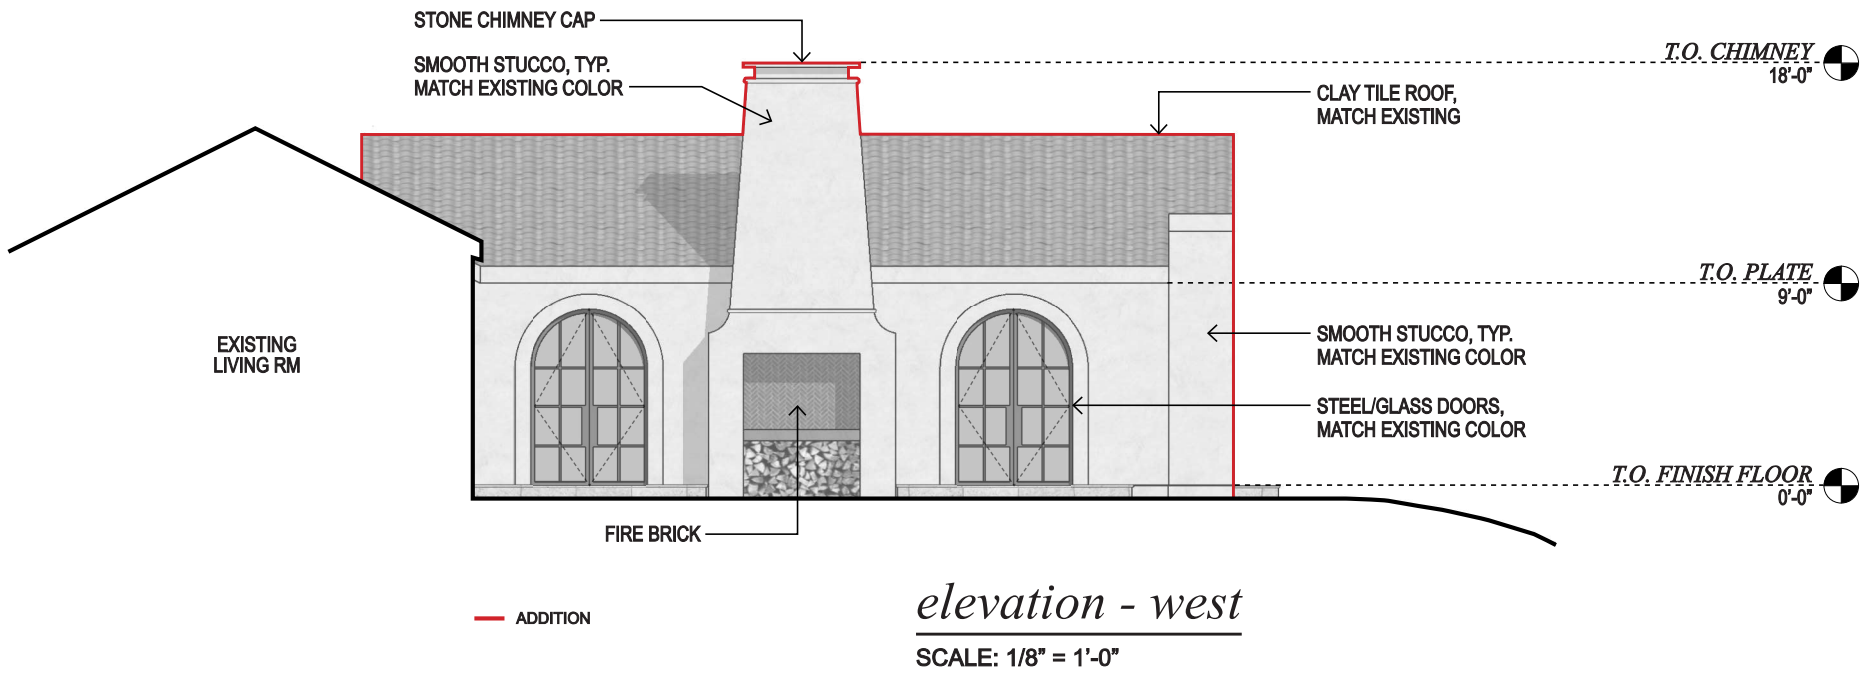 STONE CHIMNEY CAP
SMOOTH STUCCO, TYP.
MATCH EXISTING COLOR
T.O. CHIMNEY
18'-0"
CLAY TILE ROOF,
MATCH EXISTING
T.O. PLATE
9'-0"
EXISTING
LIVING RM
SMOOTH STUCCO, TYP.
MATCH EXISTING COLOR
STEEL/GLASS DOORS,
MATCH EXISTING COLOR
T.O. FINISH FLOOR
0'-0"
FIRE BRICK
ADDITION
elevation - west
SCALE: 1/8" = 1'-0"